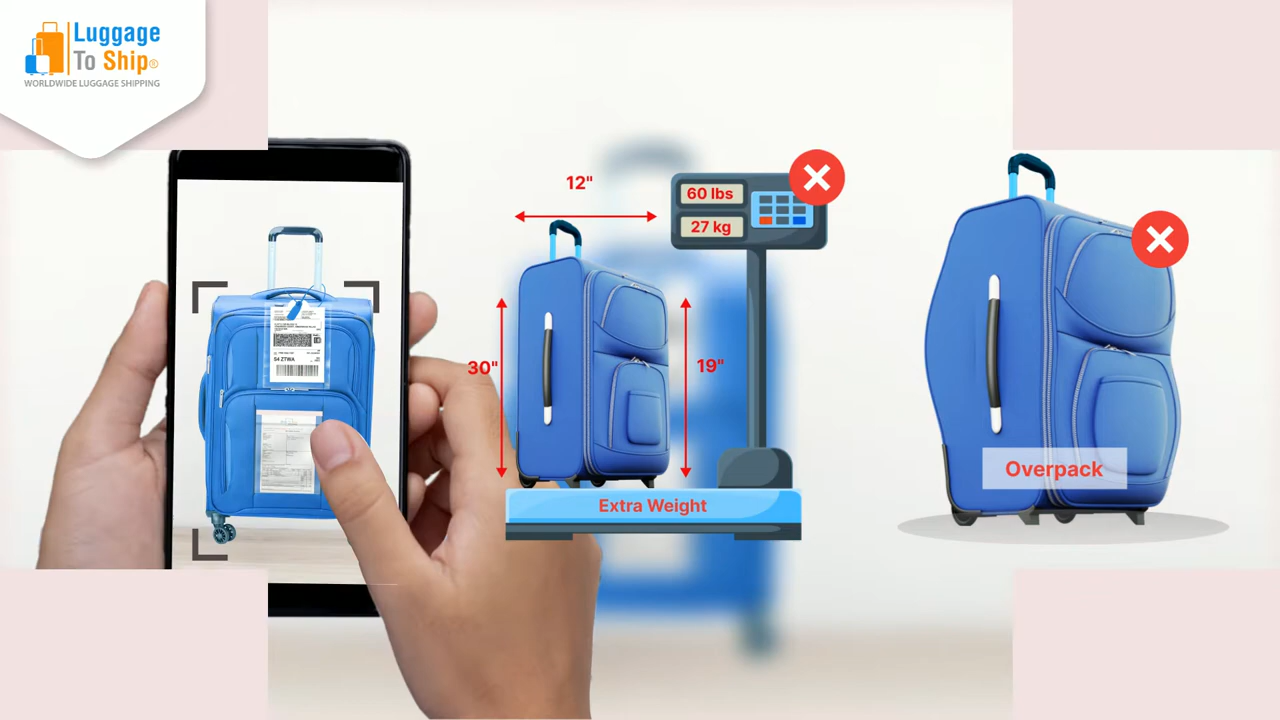 Luggage
To Ship®
WORLDWIDE LUGGAGE SHIPPING
12"
60 lbs
27 kg
30"
19"
Extra Weight
Overpack